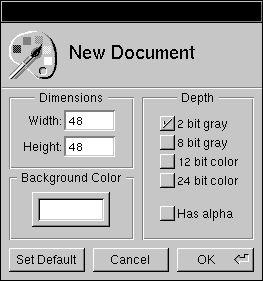 New Document
Dimensions
Width: 48
Height: 48
Background Color
Depth
2 bit gray
8 bit gray
12 bit color
24 bit color
Has alpha
Set Default
Cancel
OK